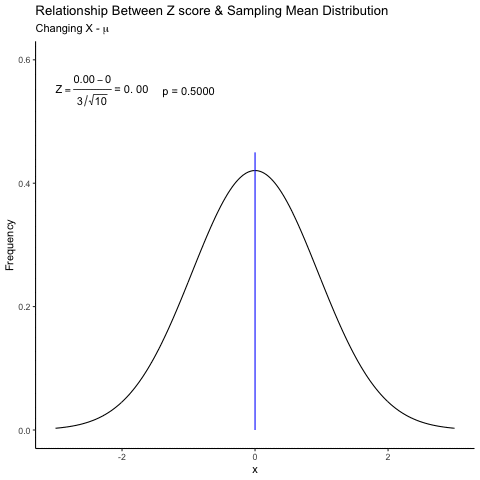 Relationship Between Z score & Sampling Mean Distribution
Changing X - μ
0.6
Z = (0.00 − 0) / (3/√10) = 0. 00 p = 0.5000
0.4
Frequency
0.2
0.0
-2 0 2
x